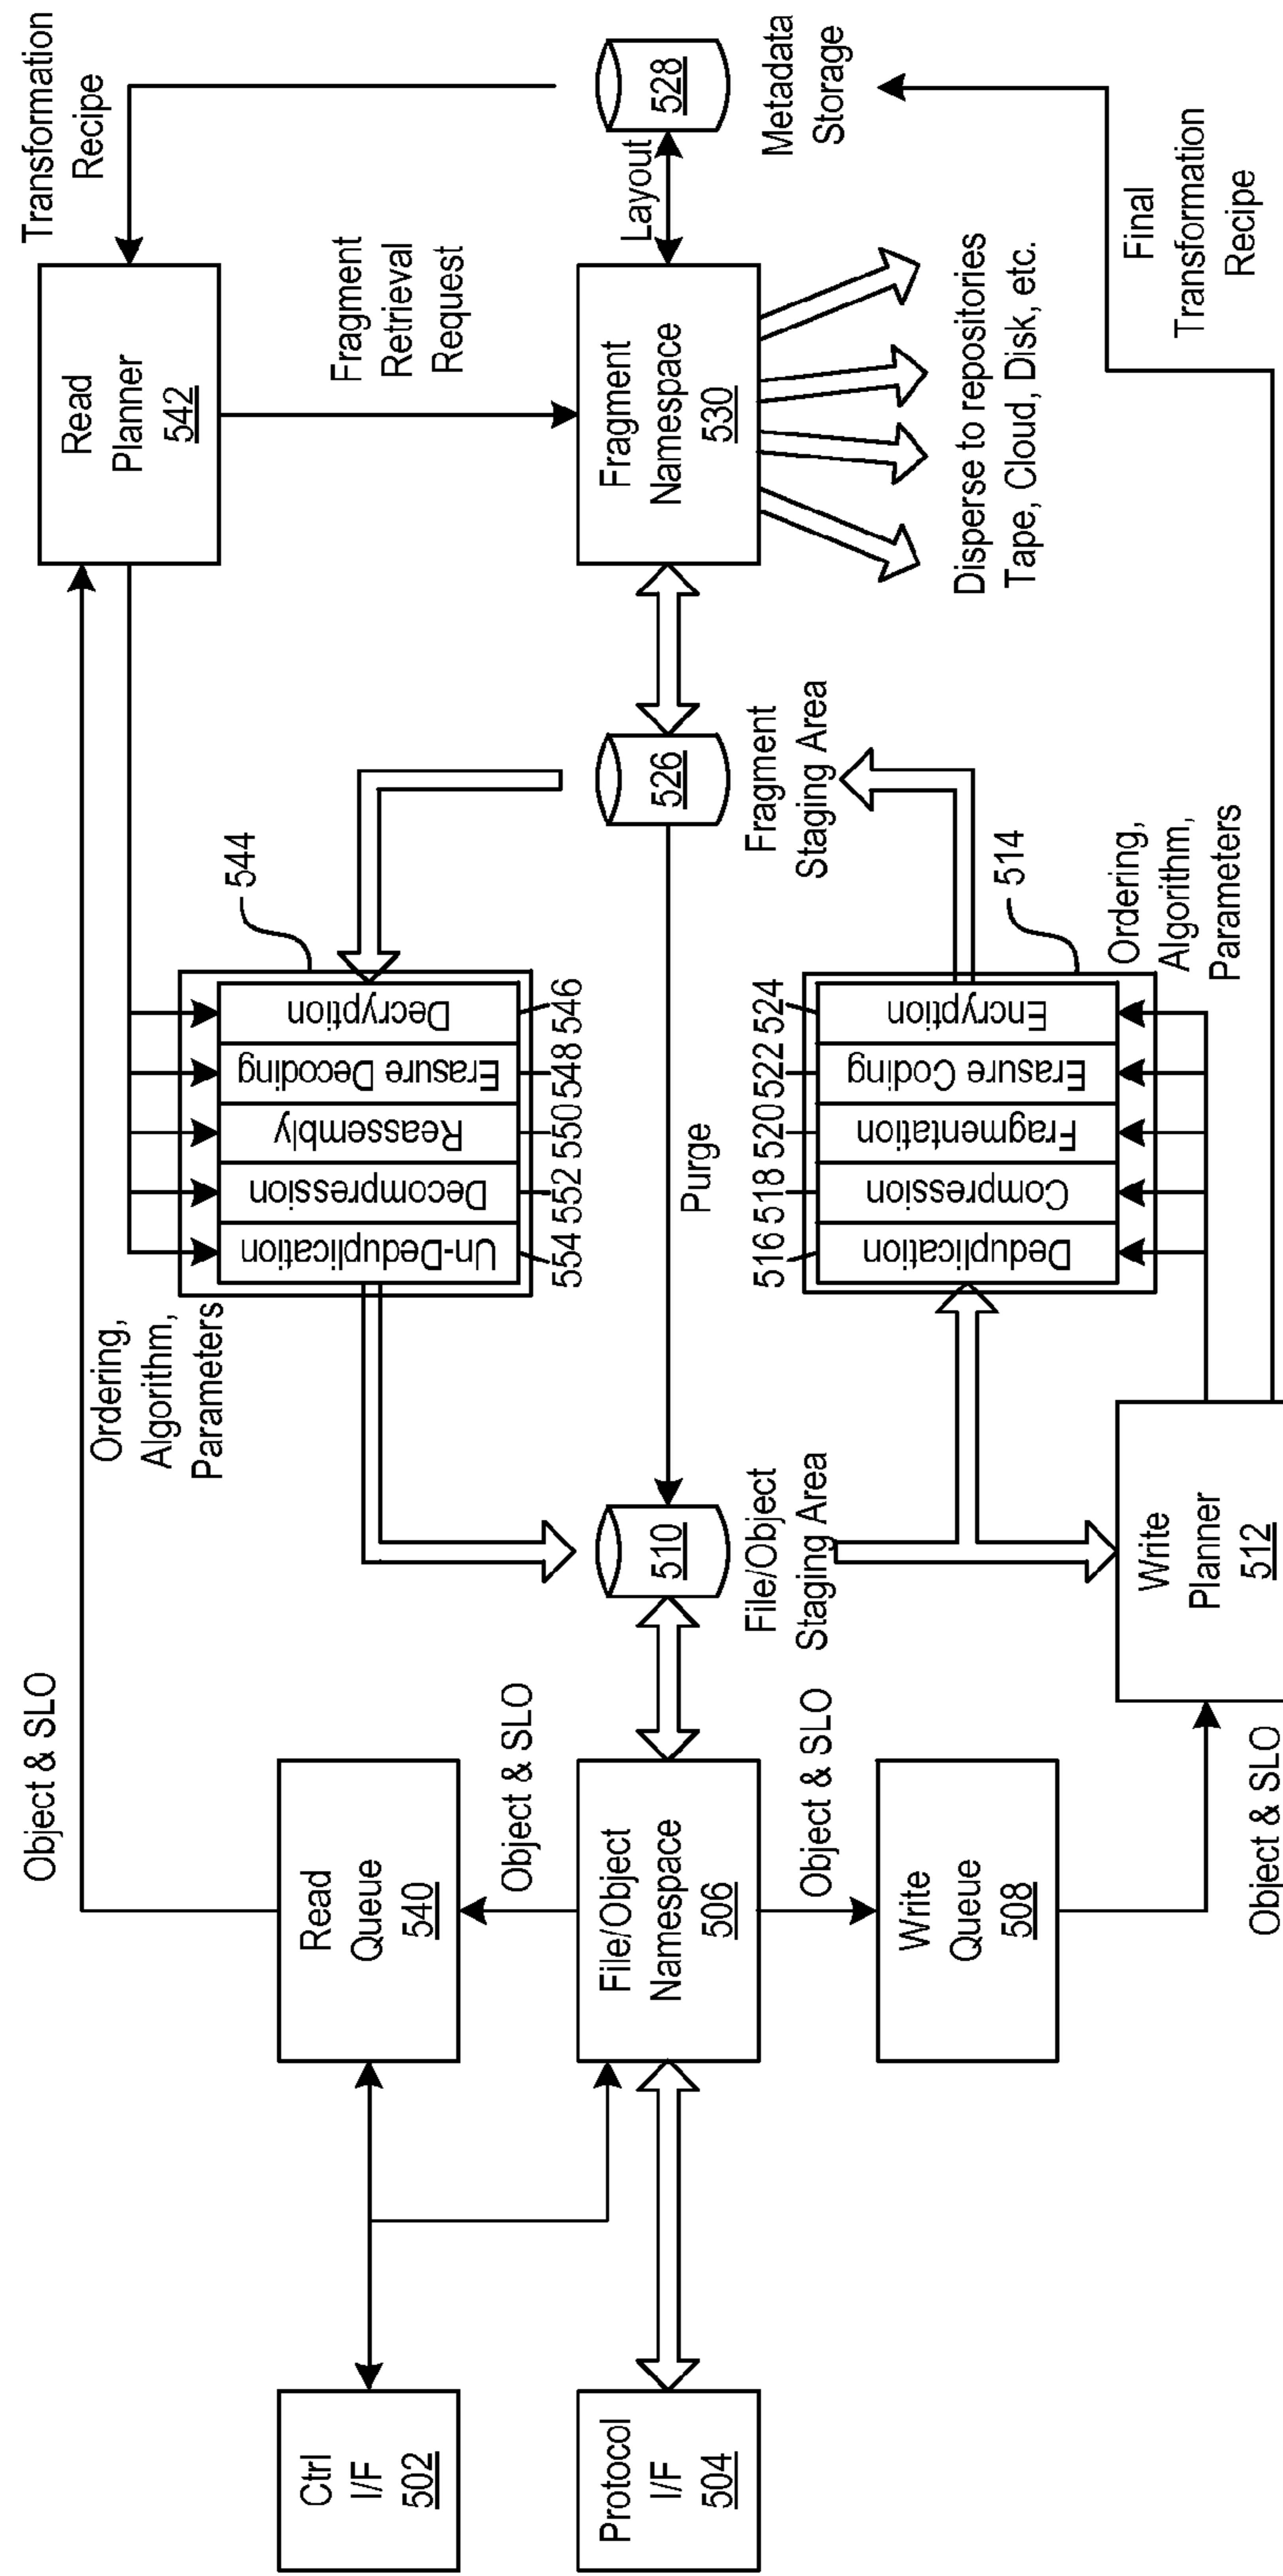 Ctrl
I/F
502
Protocol
I/F
504
Object & SLO
Read
Queue
540
Object & SLO
File/Object
Namespace
506
Object & SLO
Write
Queue
508
Object & SLO
510
File/Object
Staging Area
Write
Planner
512
Ordering,
Algorithm,
Parameters
544
Un-Deduplication
Decompression
Reassembly
Erasure Decoding
Decryption
554
552
550
548
546
Purge
516
518
520
522
524
Deduplication
Compression
Fragmentation
Erasure Coding
Encryption
514
Ordering,
Algorithm,
Parameters
526
Fragment
Staging Area
Read
Planner
542
Fragment
Retrieval
Request
Fragment
Namespace
530
Disperse to repositories
Tape, Cloud, Disk, etc.
Transformation
Recipe
Layout
528
Metadata
Storage
Final
Transformation
Recipe